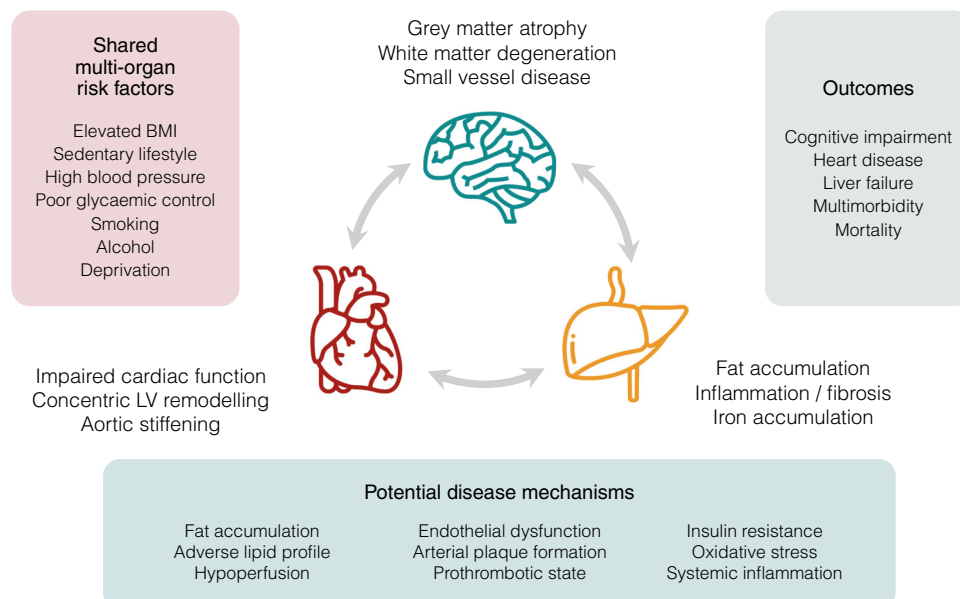 Shared
multi-organ
risk factors
Elevated BMI
Sedentary lifestyle
High blood pressure
Poor glycaemic control
Smoking
Alcohol
Deprivation
Grey matter atrophy
White matter degeneration
Small vessel disease
Outcomes
Cognitive impairment
Heart disease
Liver failure
Multimorbidity
Mortality
Impaired cardiac function
Concentric LV remodelling
Aortic stiffening
Fat accumulation
Inflammation / fibrosis
Iron accumulation
Potential disease mechanisms
Fat accumulation
Adverse lipid profile
Hypoperfusion
Endothelial dysfunction
Arterial plaque formation
Prothrombotic state
Insulin resistance
Oxidative stress
Systemic inflammation